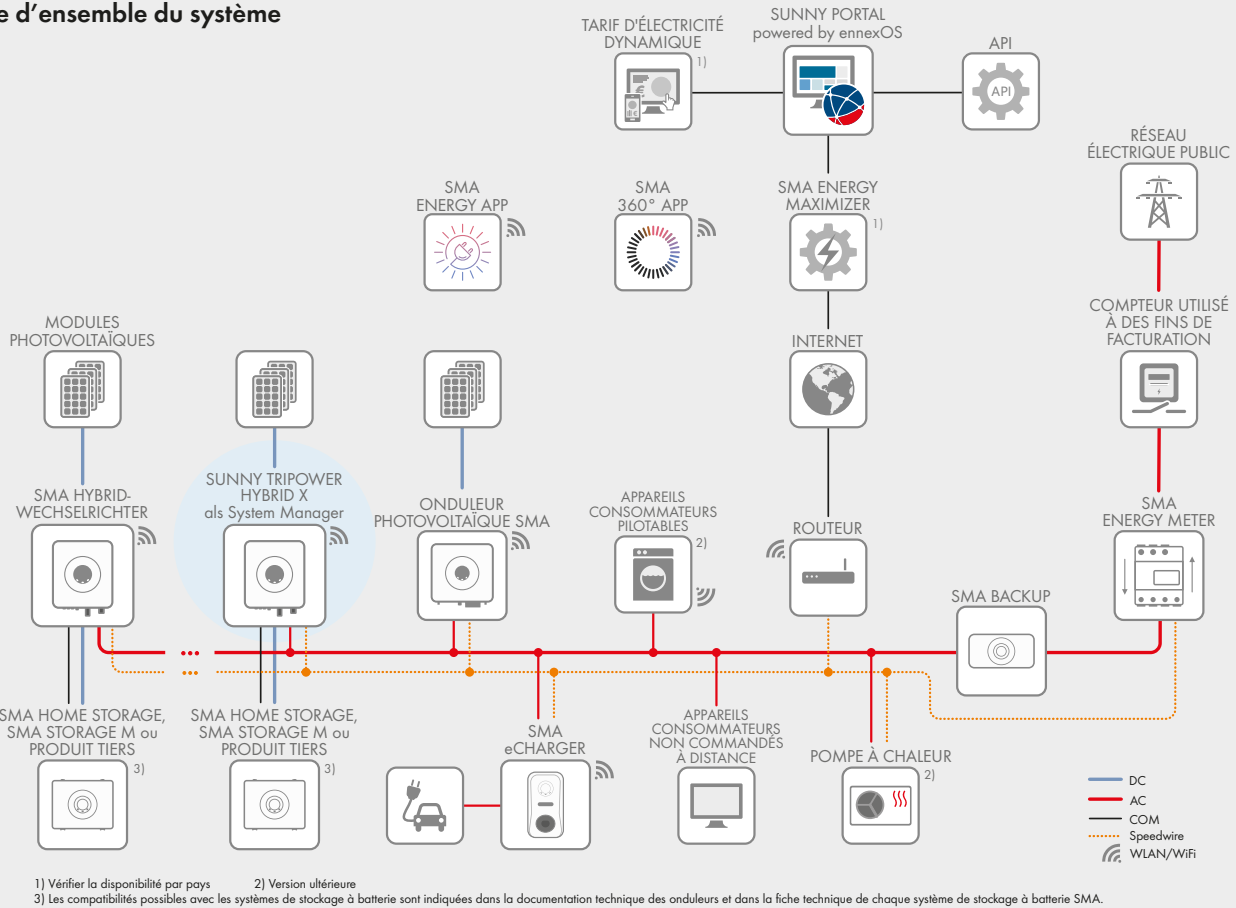 e d'ensemble du système
TARIF D'ÉLECTRICITÉ
DYNAMIQUE
1)
SUNNY PORTAL
powered by ennexOS
API
API
RÉSEAU
ÉLECTRIQUE PUBLIC
SMA
ENERGY APP
SMA
360° APP
SMA ENERGY
MAXIMIZER
1)
COMPTEUR UTILISÉ
À DES FINS DE
FACTURATION
MODULES
PHOTOVOLTAÏQUES
INTERNET
SMA HYBRID-
WECHSELRICHTER
SUNNY TRIPOWER
HYBRID X
als System Manager
ONDULEUR
PHOTOVOLTAÏQUE SMA
APPAREILS
CONSOMMATEURS
PILOTABLES
2)
ROUTEUR
SMA
ENERGY METER
SMA BACKUP
SMA HOME STORAGE,
SMA STORAGE M ou
PRODUIT TIERS
3)
SMA HOME STORAGE,
SMA STORAGE M ou
PRODUIT TIERS
3)
SMA
eCHARGER
APPAREILS
CONSOMMATEURS
NON COMMANDÉS
À DISTANCE
POMPE À CHALEUR
2)
DC
AC
COM
Speedwire
WLAN/WiFi
1) Vérifier la disponibilité par pays 2) Version ultérieure
3) Les compatibilités possibles avec les systèmes de stockage à batterie sont indiquées dans la documentation technique des onduleurs et dans la fiche technique de chaque système de stockage à batterie SMA.